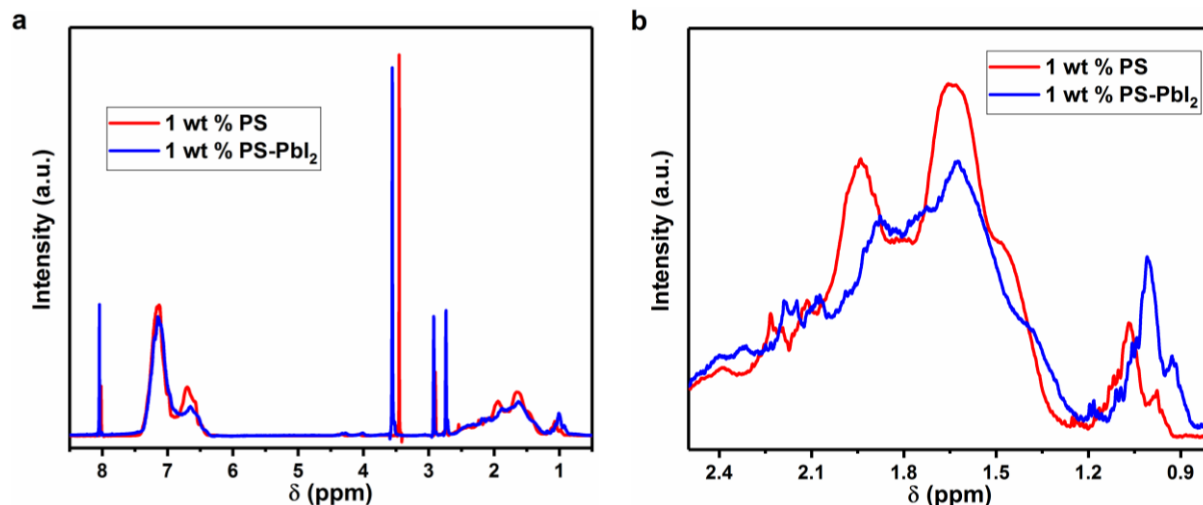 a
1 wt % PS
1 wt % PS-PbI₂
Intensity (a.u.)
8 7 6 5 4 3 2 1
δ (ppm)
b
1 wt % PS
1 wt % PS-PbI₂
Intensity (a.u.)
2.4 2.1 1.8 1.5 1.2 0.9
δ (ppm)